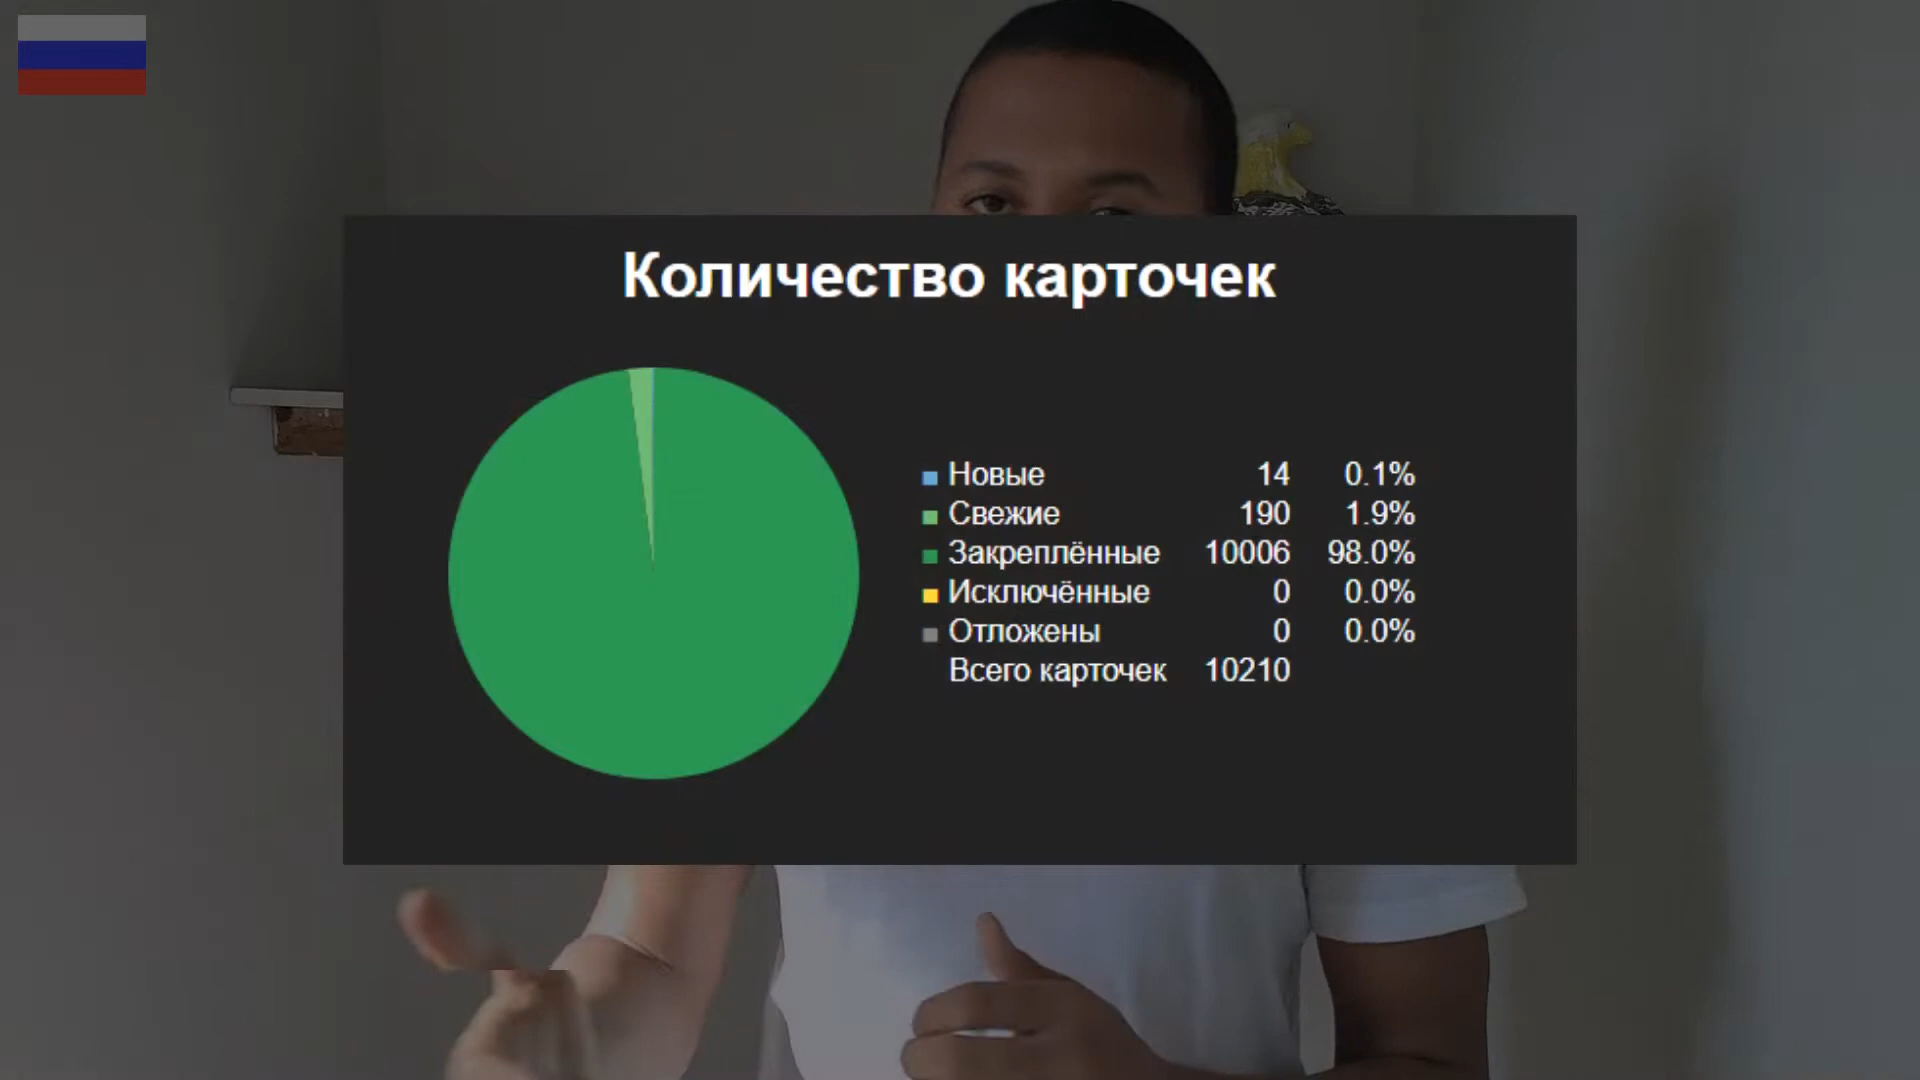 Количество карточек
Новые 14 0.1%
Свежие 190 1.9%
Закреплённые 10006 98.0%
Исключённые 0 0.0%
Отложены 0 0.0%
Всего карточек 10210